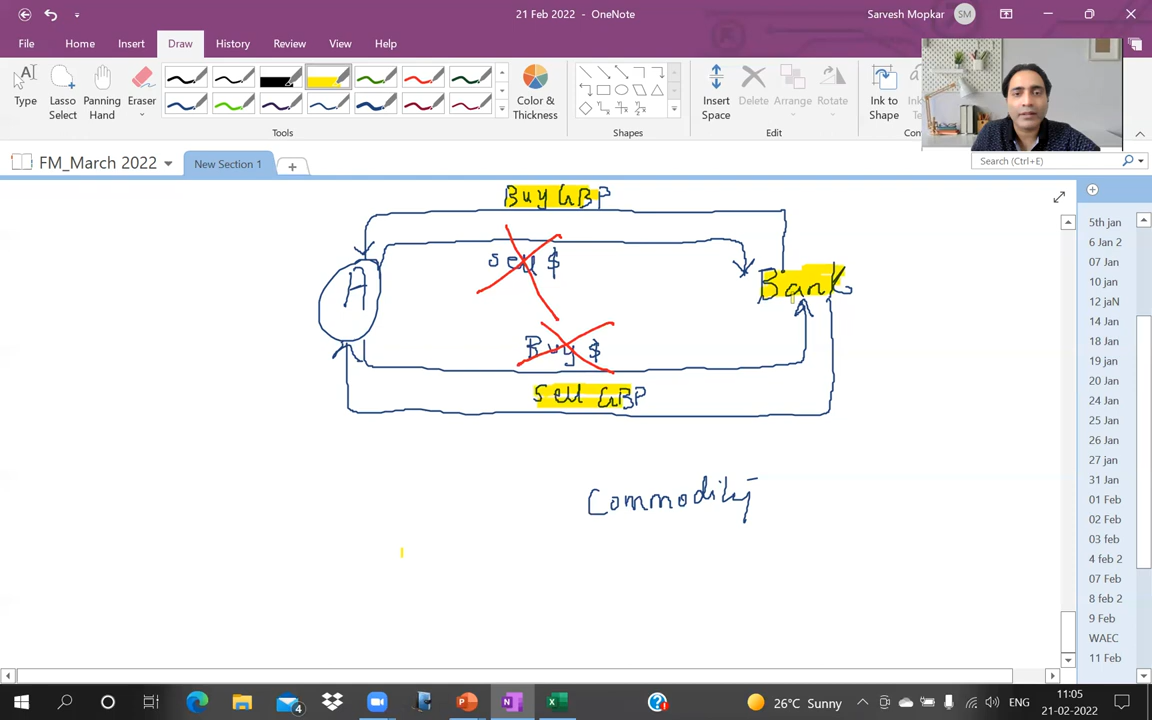 21 Feb 2022 - OneNote
Sarvesh Mopkar
SM
File
Home
Insert
Draw
History
Review
View
Help
Type
Lasso Select
Panning Hand
Eraser
Color & Thickness
Insert Space
Delete
Arrange
Rotate
Ink to Shape
Tools
Shapes
Edit
FM_March 2022
New Section 1
Search (Ctrl+E)
Buy GBP
sell $
A
Bank
Buy $
Sell GBP
Commodity
5th jan
6 Jan 2
07 Jan
10 jan
12 jaN
14 Jan
18 Jan
19 jan
20 Jan
24 Jan
25 Jan
26 Jan
27 jan
31 Jan
01 Feb
02 Feb
03 feb
4 feb 2
07 Feb
8 feb 2
9 Feb
WAEC
11 Feb
4
26°C Sunny
ENG
11:05
21-02-2022